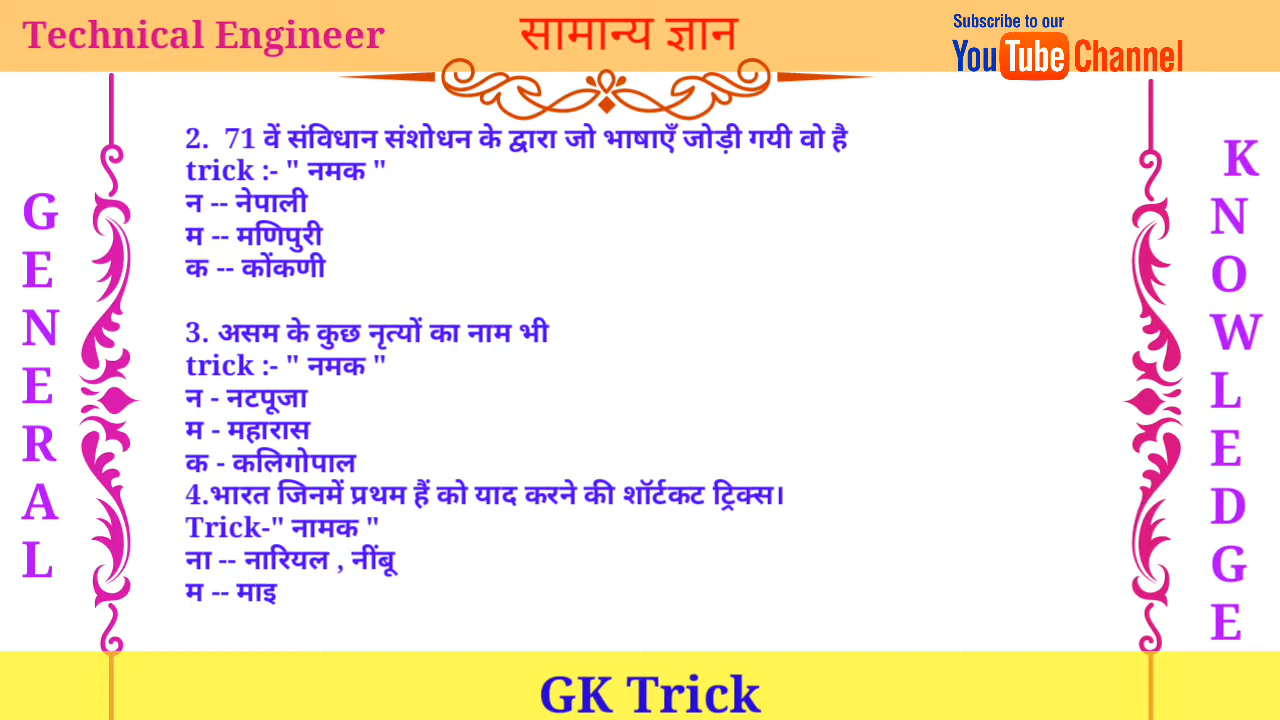 Technical Engineer
सामान्य ज्ञान
Subscribe to our
YouTube Channel
GENERAL
KNOWLEDGE
2. 71 वें संविधान संशोधन के द्वारा जो भाषाएँ जोड़ी गयी वो है
trick :- " नमक "
न -- नेपाली
म -- मणिपुरी
क -- कोंकणी
3. असम के कुछ नृत्यों का नाम भी
trick :- " नमक "
न - नटपूजा
म - महारास
क - कलिगोपाल
4.भारत जिनमें प्रथम हैं को याद करने की शॉर्टकट ट्रिक्स।
Trick-" नामक "
ना -- नारियल , नींबू
म -- माइ
GK Trick